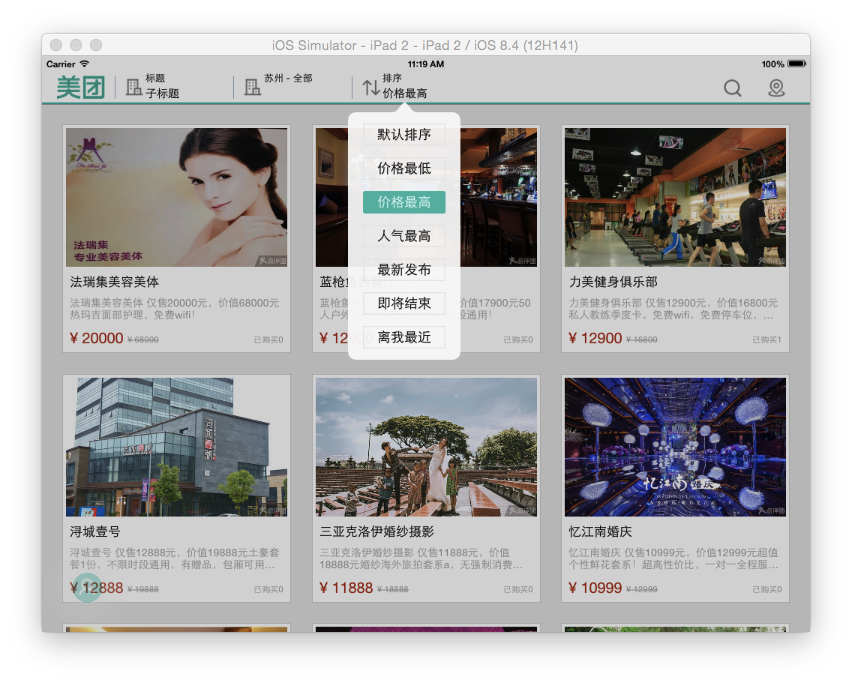 iOS Simulator - iPad 2 - iPad 2 / iOS 8.4 (12H141)
Carrier
11:19 AM
100%
美团
标题
子标题
苏州 - 全部
排序
价格最高
默认排序
价格最低
价格最高
人气最高
最新发布
即将结束
离我最近
法瑞集
专业美容美体
点评团
法瑞集美容美体
法瑞集美容美体 仅售20000元，价值68000元
热玛吉面部护理，免费wifi！
¥ 20000
¥ 68000
已购买0
蓝枪鱼
价值17900元50
人户外
段通用！
已购买0
点评团
力美健身俱乐部
力美健身俱乐部 仅售12900元，价值16800元
私人教练季度卡，免费wifi，免费停车位，...
¥ 12900
¥ 16800
已购买1
点评团
浔城壹号
浔城壹号 仅售12888元，价值19888元土豪套
餐1份，不限时段通用，有赠品，包厢可用...
¥ 12888
¥ 19888
已购买0
点评团
三亚克洛伊婚纱摄影
三亚克洛伊婚纱摄影 仅售11888元，价值
18888元婚纱海外旅拍套系a，无强制消费...
¥ 11888
¥ 18888
已购买0
忆江南婚庆
点评团
忆江南婚庆
忆江南婚庆 仅售10999元，价值12999元超值
个性鲜花套系！超高性价比，一对一全程服...
¥ 10999
¥ 12999
已购买0